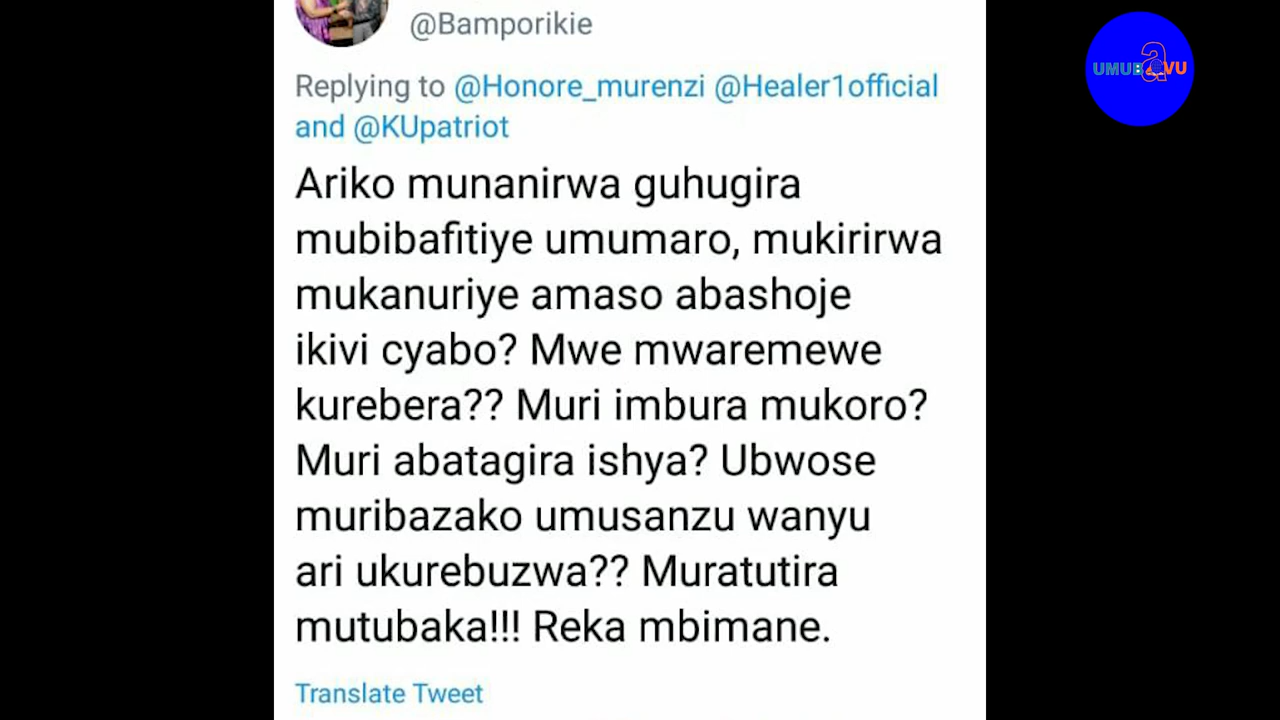 @Bamporikie
UMUBAVU
a
Replying to @Honore_murenzi @Healer1official
and @KUpatriot
Ariko munanirwa guhugira
mubibafitiye umumaro, mukirirwa
mukanuriye amaso abashoje
ikivi cyabo? Mwe mwaremewe
kurebera?? Muri imbura mukoro?
Muri abatagira ishya? Ubwose
muribazako umusanzu wanyu
ari ukurebuzwa?? Muratutira
mutubaka!!! Reka mbimane.
Translate Tweet